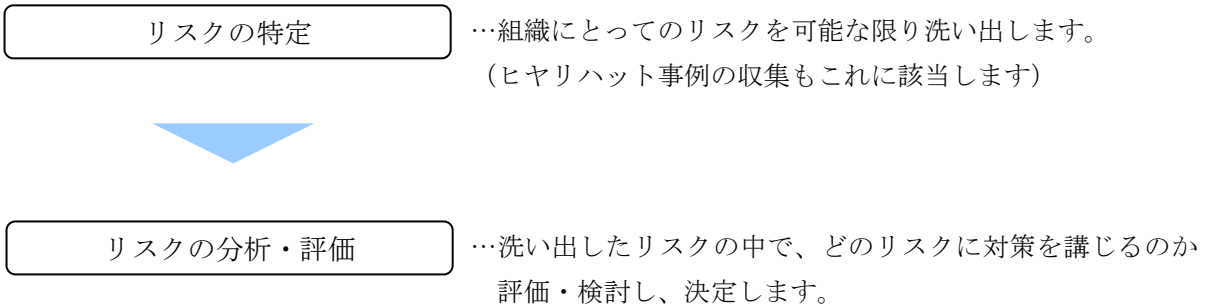 リスクの特定
…組織にとってのリスクを可能な限り洗い出します。
（ヒヤリハット事例の収集もこれに該当します）
リスクの分析・評価
…洗い出したリスクの中で、どのリスクに対策を講じるのか
評価・検討し、決定します。